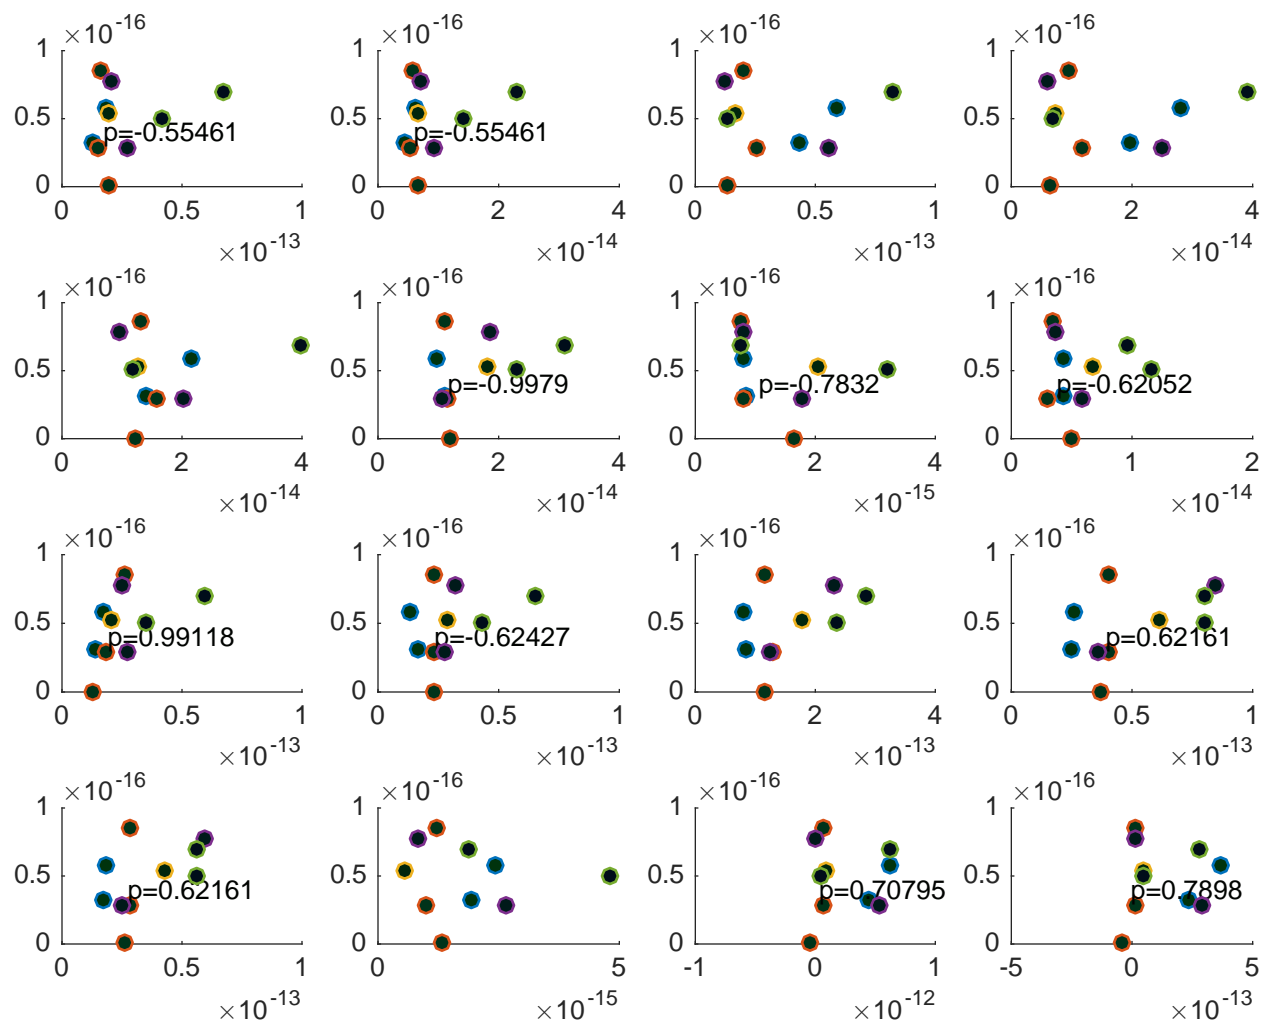 ×10-16 ×10-16 ×10-16 ×10-16
1 1 1 1
0.5 0.5 0.5 0.5
p=-0.55461 p=-0.55461
0 0 0 0
0 0.5 1 0 2 4 0 0.5 1 0 2 4
×10-13 ×10-14 ×10-13 ×10-14
×10-16 ×10-16 ×10-16 ×10-16
1 1 1 1
0.5 0.5 0.5 0.5
p=-0.9979 p=-0.7832 p=-0.62052
0 0 0 0
0 2 4 0 2 4 0 2 4 0 1 2
×10-14 ×10-14 ×10-15 ×10-14
×10-16 ×10-16 ×10-16 ×10-16
1 1 1 1
0.5 0.5 0.5 0.5
p=0.99118 p=-0.62427 p=0.62161
0 0 0 0
0 0.5 1 0 0.5 1 0 2 4 0 0.5 1
×10-13 ×10-13 ×10-13 ×10-13
×10-16 ×10-16 ×10-16 ×10-16
1 1 1 1
0.5 0.5 0.5 0.5
p=0.62161 p=0.70795 p=0.7898
0 0 0 0
0 0.5 1 0 5 -1 0 1 -5 0 5
×10-13 ×10-15 ×10-12 ×10-13